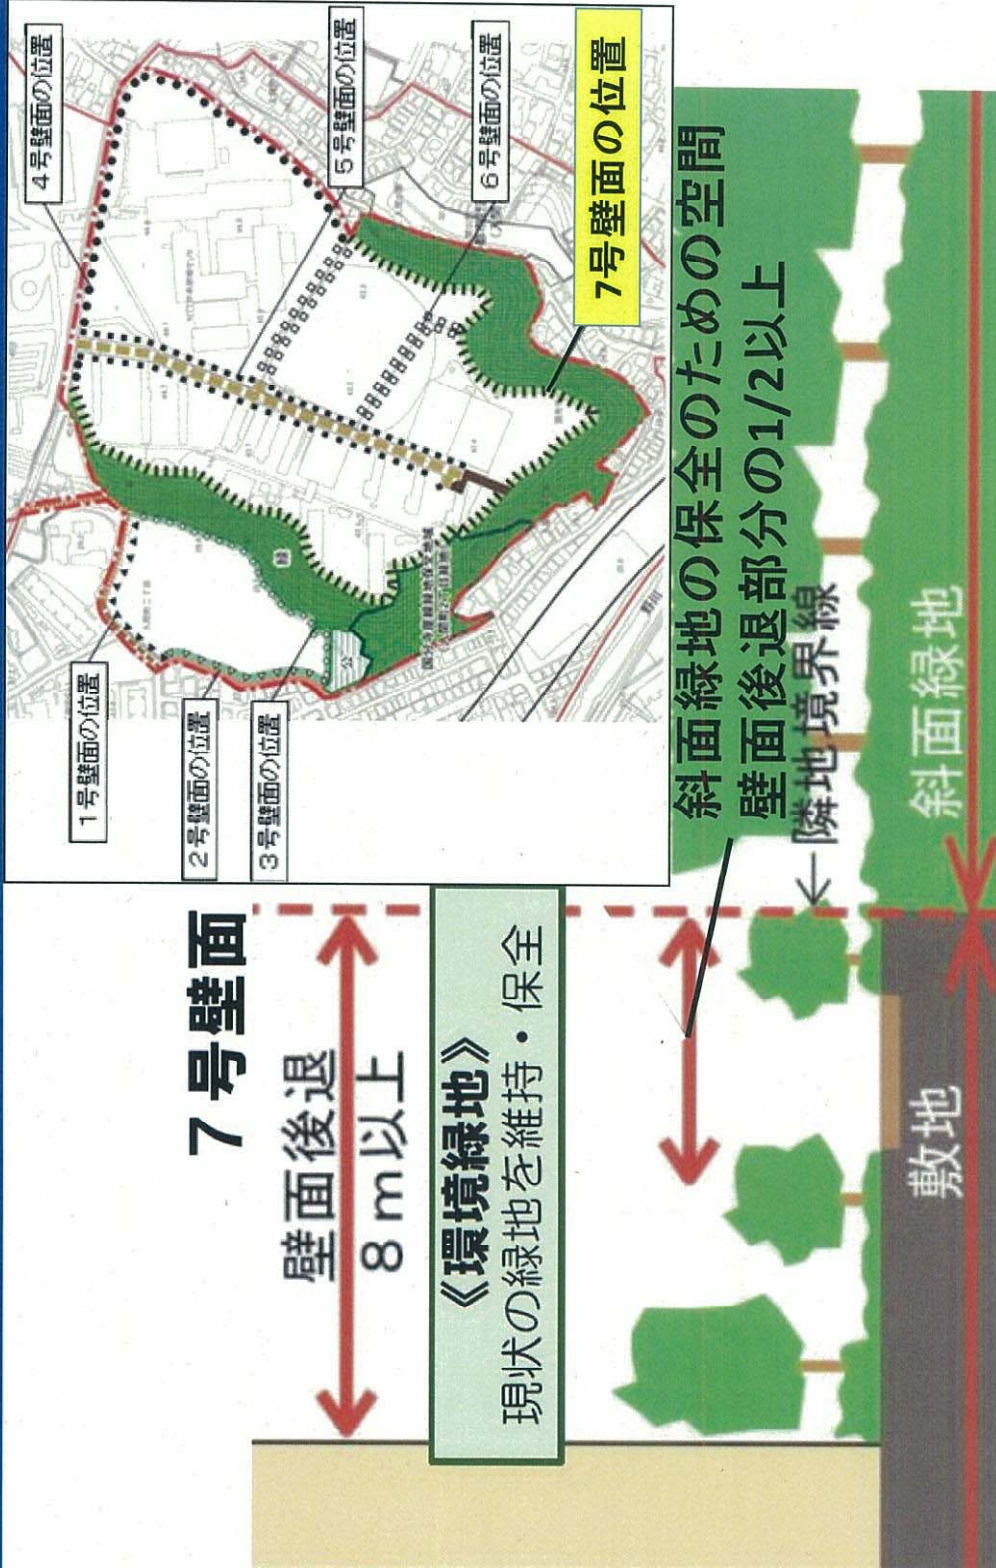 7号壁面
壁面後退
8m以上
《環境緑地》
現状の緑地を維持・保全
敷地
1号壁面の位置
2号壁面の位置
3号壁面の位置
4号壁面の位置
5号壁面の位置
6号壁面の位置
7号壁面の位置
公
斜面緑地の保全のための空間
壁面後退部分の1/2以上
←隣地境界線
斜面緑地